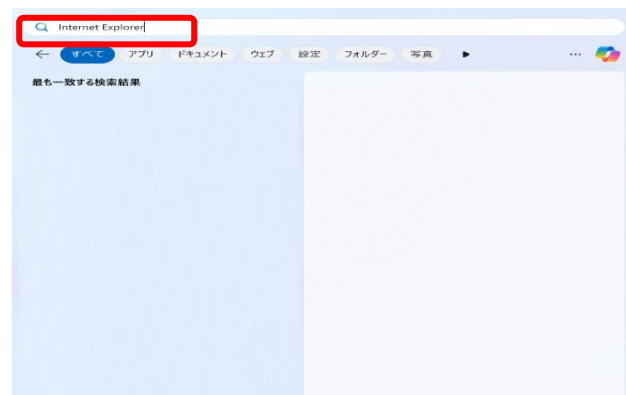 Internet Explorer
すべて アプリ ドキュメント ウェブ 設定 フォルダー 写真
最も一致する検索結果